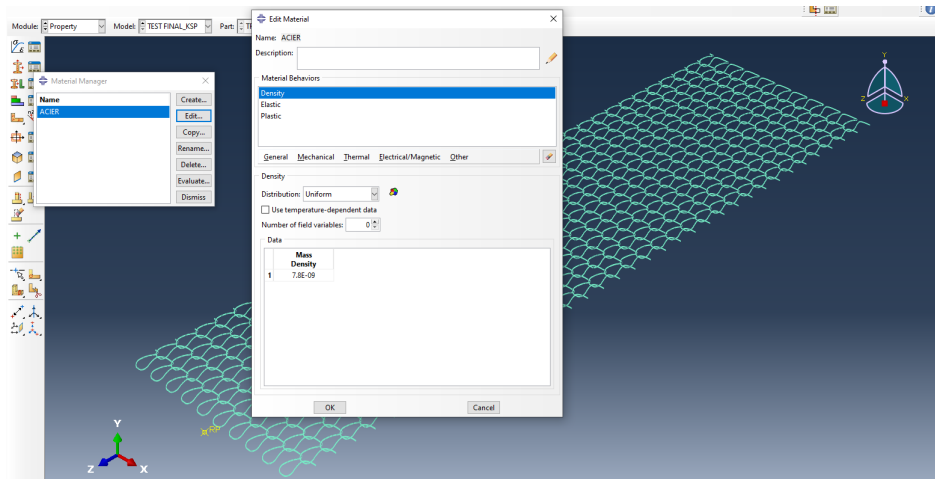 Module: Property Model: TEST FINAL_KSP Part:
Edit Material
Name: ACIER
Description:
Material Behaviors
Density
Elastic
Plastic
General Mechanical Thermal Electrical/Magnetic Other
Density
Distribution: Uniform
Use temperature-dependent data
Number of field variables: 0
Data
Mass
Density
1 7.8E-09
OK Cancel
Material Manager
Name
ACIER
Create...
Edit...
Copy...
Rename...
Delete...
Evaluate...
Dismiss
RP
Y
Z X
Y
Z X